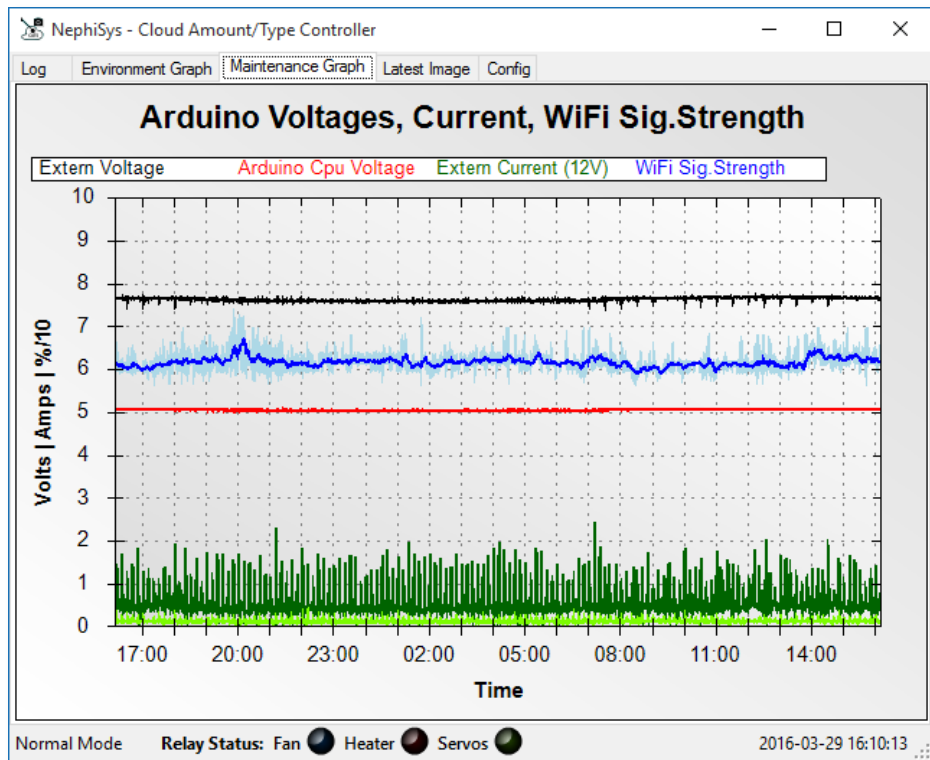 NephiSys - Cloud Amount/Type Controller
Log Environment Graph Maintenance Graph Latest Image Config
Arduino Voltages, Current, WiFi Sig.Strength
Extern Voltage Arduino Cpu Voltage Extern Current (12V) WiFi Sig.Strength
10
9
8
7
6
5
4
3
2
1
0
Volts | Amps | %/10
17:00 20:00 23:00 02:00 05:00 08:00 11:00 14:00
Time
Normal Mode Relay Status: Fan Heater Servos 2016-03-29 16:10:13